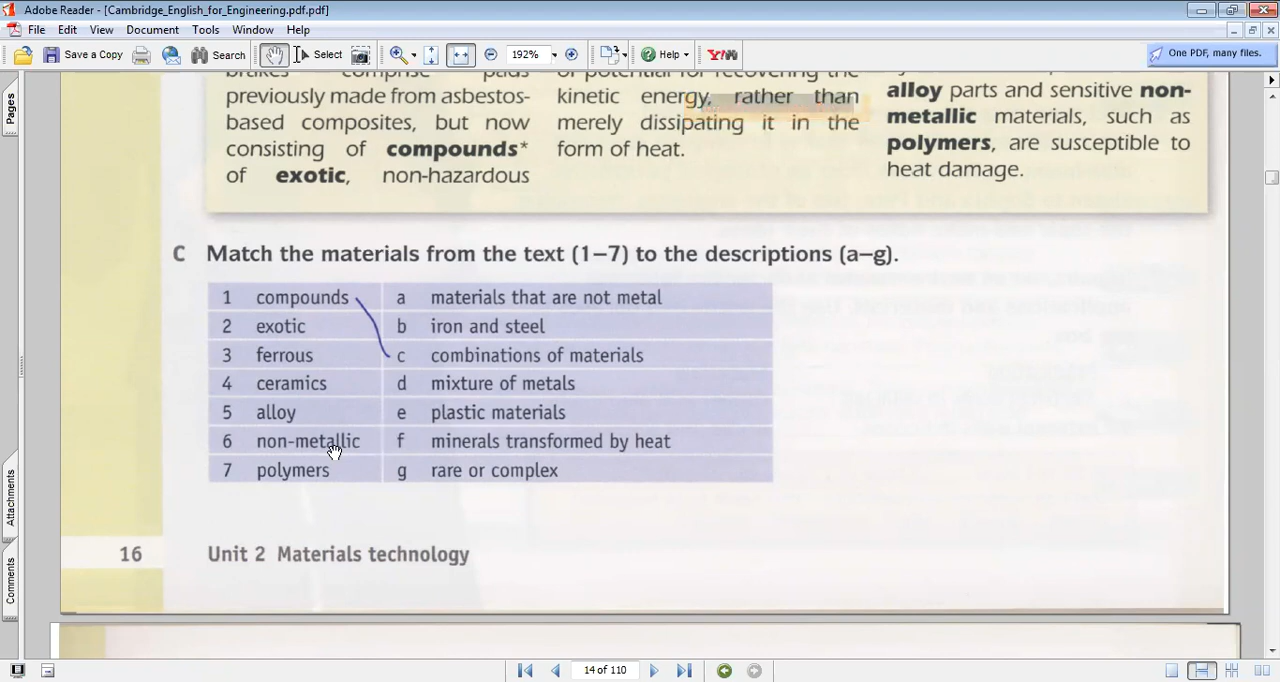 Adobe Reader - [Cambridge_English_for_Engineering.pdf.pdf]
File Edit View Document Tools Window Help
Save a Copy Search Select 192% Help Y!
One PDF, many files.
Pages
Attachments
Comments
brakes comprise pads
previously made from asbestos-
based composites, but now
consisting of compounds*
of exotic, non-hazardous
of potential for recovering the
kinetic energy, rather than
merely dissipating it in the
form of heat.
alloy parts and sensitive non-
metallic materials, such as
polymers, are susceptible to
heat damage.
C Match the materials from the text (1–7) to the descriptions (a–g).
1 compounds a materials that are not metal
2 exotic b iron and steel
3 ferrous c combinations of materials
4 ceramics d mixture of metals
5 alloy e plastic materials
6 non-metallic f minerals transformed by heat
7 polymers g rare or complex
16 Unit 2 Materials technology
14 of 110